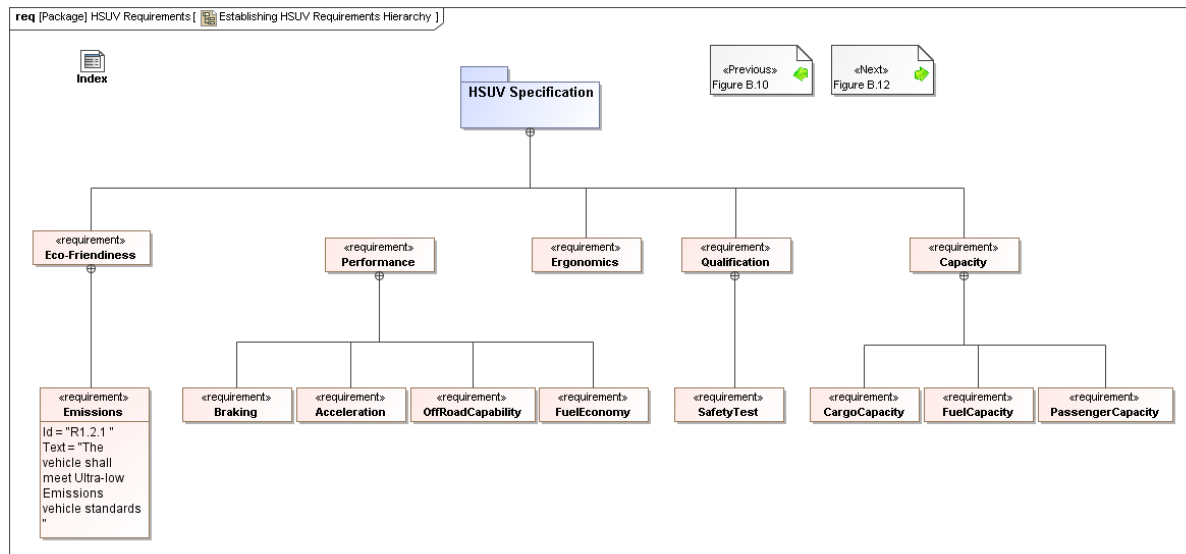 req [Package] HSUV Requirements [ Establishing HSUV Requirements Hierarchy ]
Index
HSUV Specification
«Previous»
Figure B.10
«Next»
Figure B.12
«requirement»
Eco-Friendiness
«requirement»
Performance
«requirement»
Ergonomics
«requirement»
Qualification
«requirement»
Capacity
«requirement»
Emissions
Id = "R1.2.1 "
Text = "The
vehicle shall
meet Ultra-low
Emissions
vehicle standards
"
«requirement»
Braking
«requirement»
Acceleration
«requirement»
OffRoadCapability
«requirement»
FuelEconomy
«requirement»
SafetyTest
«requirement»
CargoCapacity
«requirement»
FuelCapacity
«requirement»
PassengerCapacity